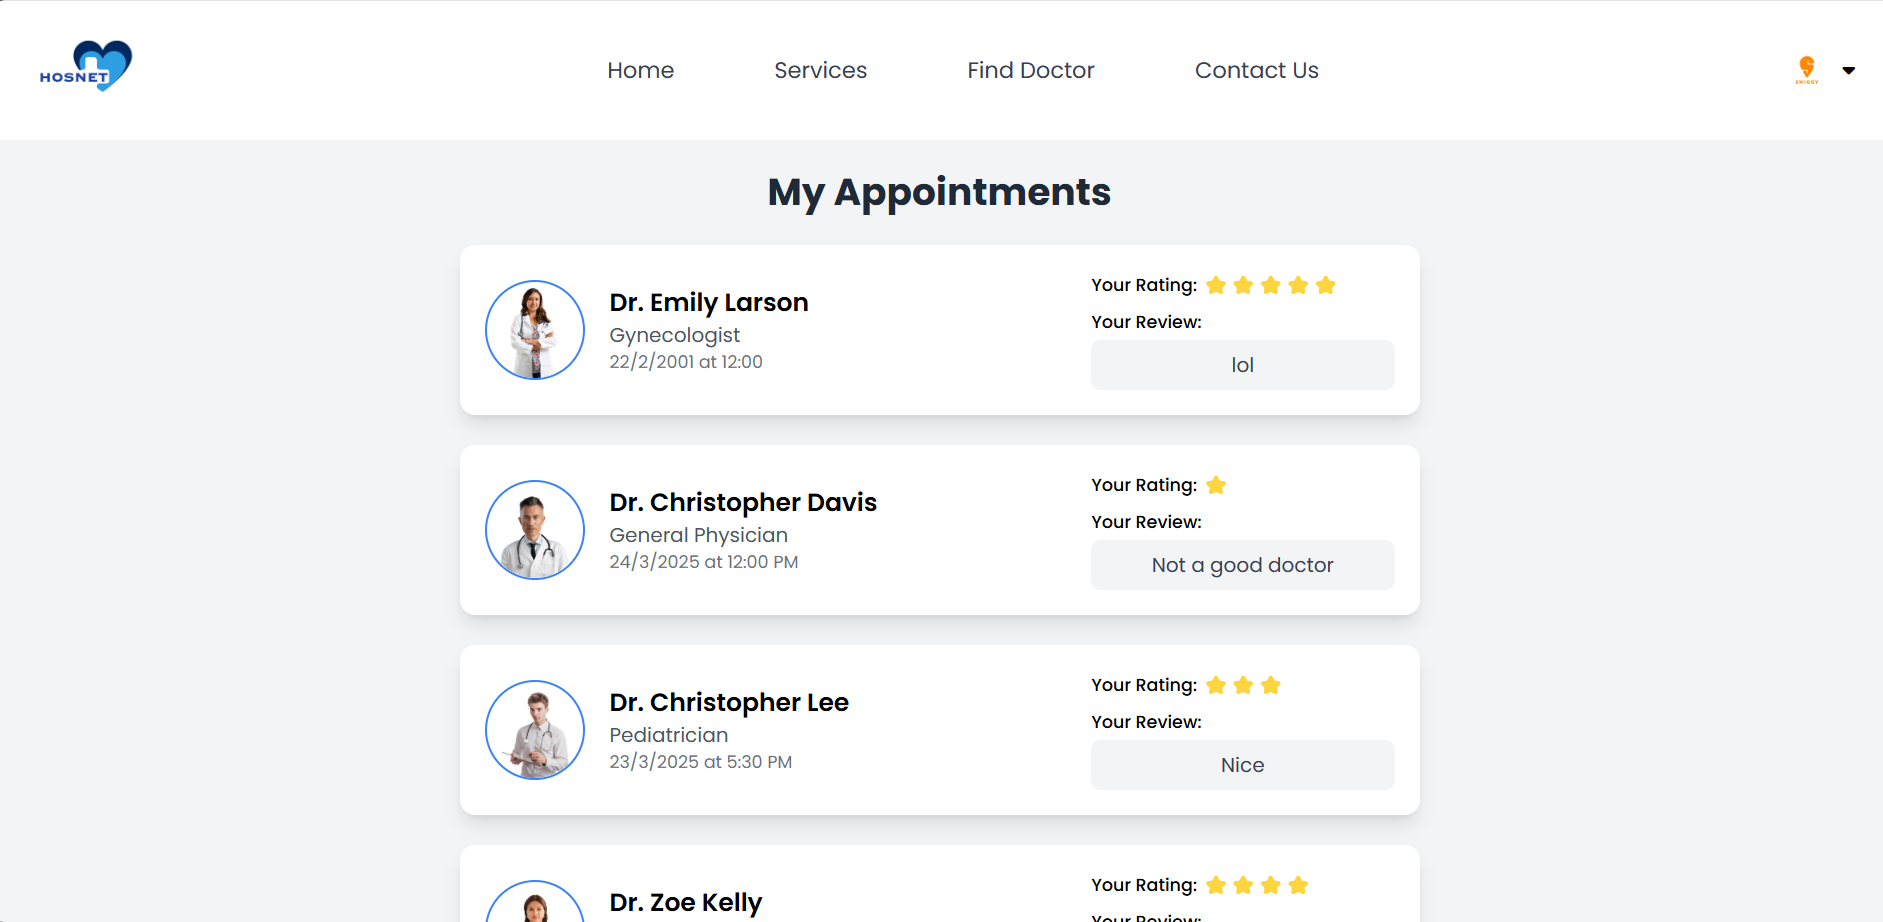 HOSNET
Home Services Find Doctor Contact Us
SWIGGY
My Appointments
Dr. Emily Larson
Gynecologist
22/2/2001 at 12:00
Your Rating:
Your Review:
lol
Dr. Christopher Davis
General Physician
24/3/2025 at 12:00 PM
Your Rating:
Your Review:
Not a good doctor
Dr. Christopher Lee
Pediatrician
23/3/2025 at 5:30 PM
Your Rating:
Your Review:
Nice
Dr. Zoe Kelly
Your Rating:
Your Review: